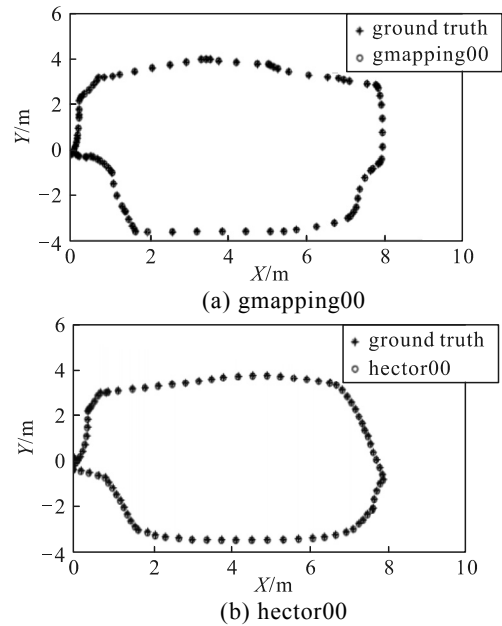 6
ground truth
gmapping00
4
2
0
−2
−4
Y/m
0 2 4 6 8 10
X/m
(a) gmapping00
6
ground truth
hector00
4
2
0
−2
−4
Y/m
0 2 4 6 8 10
X/m
(b) hector00